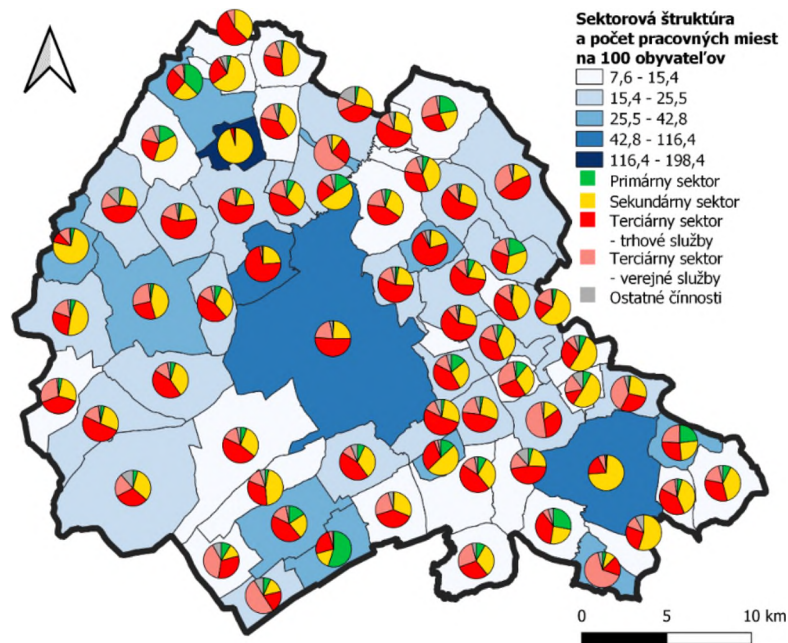 Sektorová štruktúra
a počet pracovných miest
na 100 obyvateľov
7,6 - 15,4
15,4 - 25,5
25,5 - 42,8
42,8 - 116,4
116,4 - 198,4
Primárny sektor
Sekundárny sektor
Terciárny sektor
- trhové služby
Terciárny sektor
- verejné služby
Ostatné čínnosti
0 5 10 km